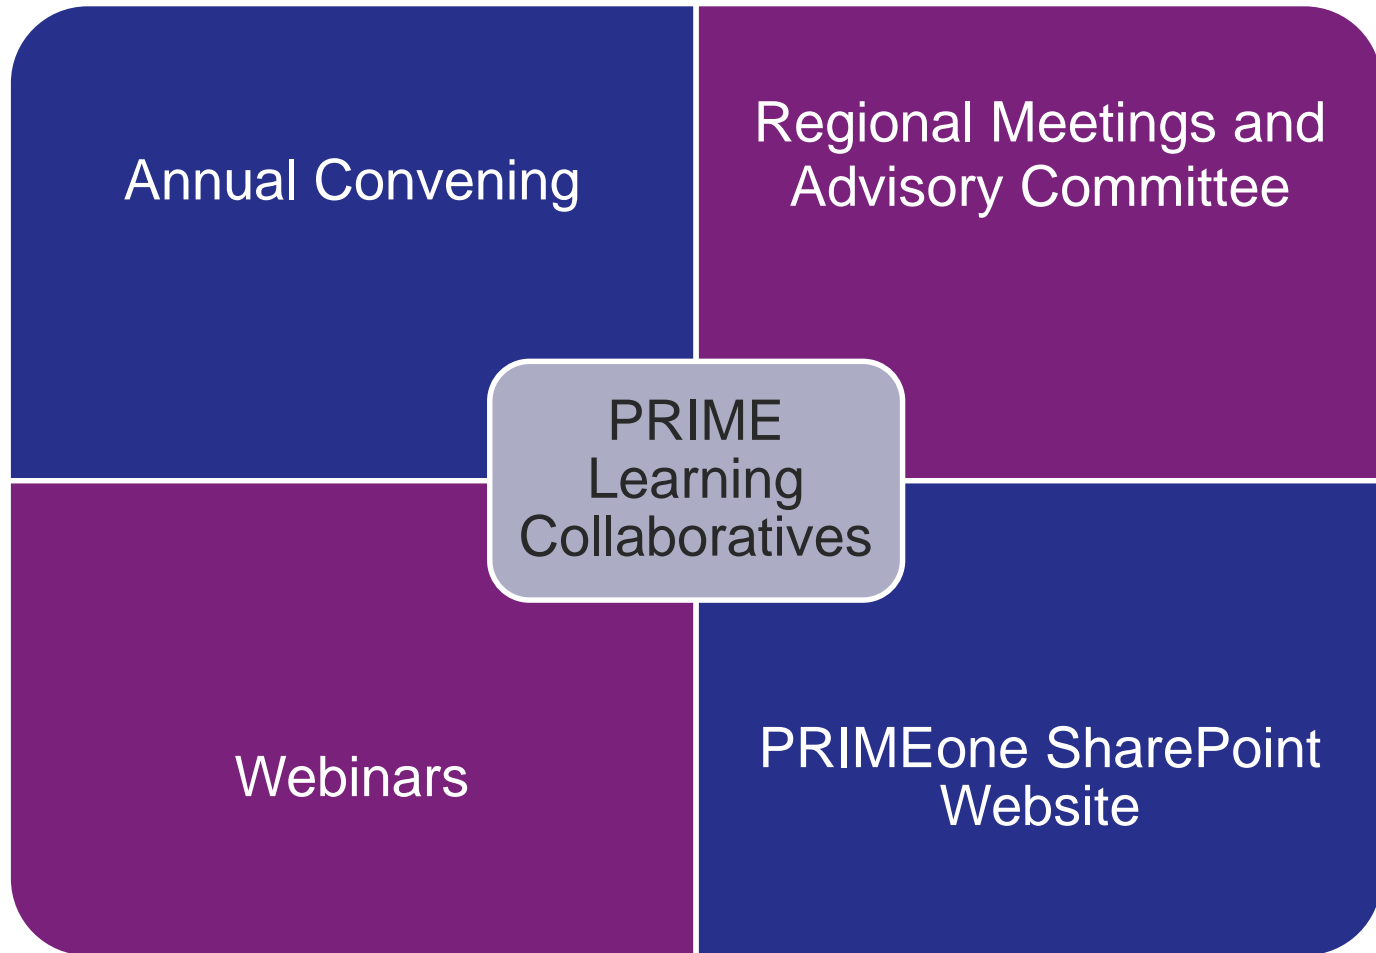 Annual Convening
Regional Meetings and
Advisory Committee
PRIME
Learning
Collaboratives
Webinars
PRIMEone SharePoint
Website